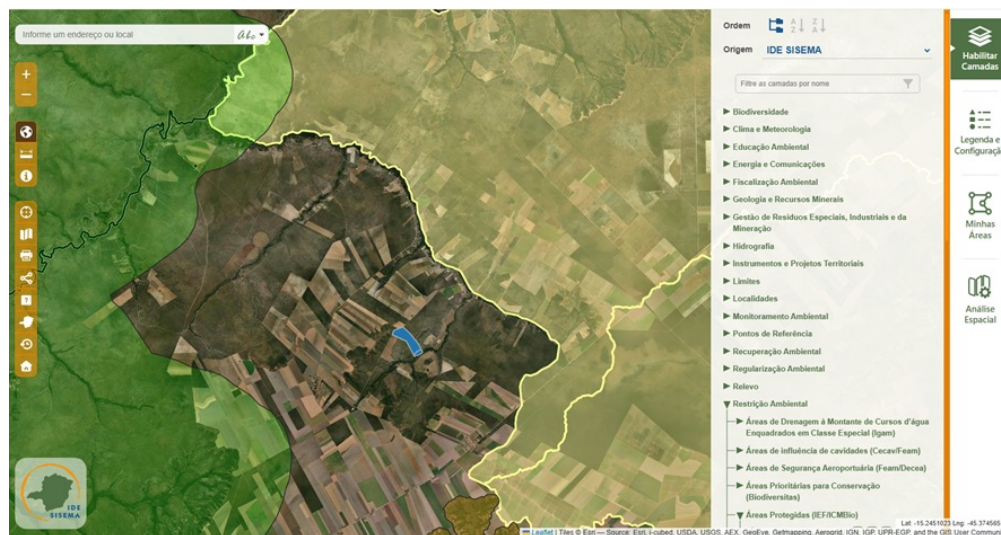 Informe um endereço ou local
Abc
Ordem
A
Z
Z
A
Origem IDE SISEMA
Filtre as camadas por nome
Biodiversidade
Clima e Meteorologia
Educação Ambiental
Energia e Comunicações
Fiscalização Ambiental
Geologia e Recursos Minerais
Gestão de Resíduos Especiais, Industriais e da
Mineração
Hidrografia
Instrumentos e Projetos Territoriais
Limites
Localidades
Monitoramento Ambiental
Pontos de Referência
Recuperação Ambiental
Regularização Ambiental
Relevo
Restrição Ambiental
Áreas de Drenagem à Montante de Cursos d'água
Enquadrados em Classe Especial (Igam)
Áreas de influência de cavidades (Cecav/Feam)
Áreas de Segurança Aeroportuária (Feam/Decea)
Áreas Prioritárias para Conservação
(Biodiversitas)
Áreas Protegidas (IEF/ICMBio)
Habilitar
Camadas
Legenda e
Configuraçã
Minhas
Áreas
Análise
Espacial
IDE
SISEMA
Lat: -15.2451023 Lng: -45.374585
Leaflet | Tiles © Esri — Source: Esri, i-cubed, USDA, USGS, AEX, GeoEye, Getmapping, Aerogrid, IGN, IGP, UPR-EGP, and the GIS User Communi